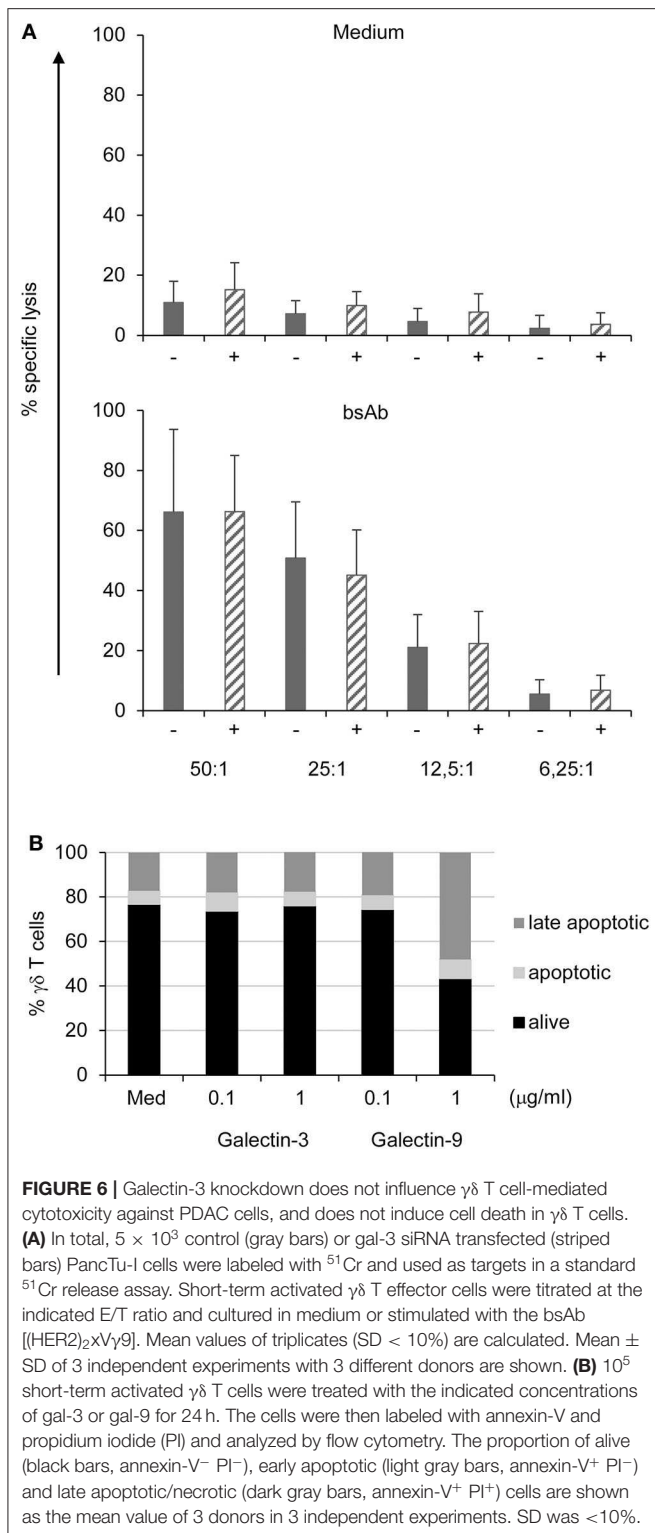 A
Medium
100
80
60
40
20
0
- + - + - + - +
% specific lysis
bsAb
100
80
60
40
20
0
- + - + - + - +
50:1 25:1 12,5:1 6,25:1
B
100
80
60
40
20
0
% γδ T cells
late apoptotic
apoptotic
alive
Med 0.1 1 0.1 1 (μg/ml)
Galectin-3 Galectin-9
FIGURE 6 | Galectin-3 knockdown does not influence γδ T cell-mediated
cytotoxicity against PDAC cells, and does not induce cell death in γδ T cells.
(A) In total, 5 × 10³ control (gray bars) or gal-3 siRNA transfected (striped
bars) PancTu-I cells were labeled with ⁵¹Cr and used as targets in a standard
⁵¹Cr release assay. Short-term activated γδ T effector cells were titrated at the
indicated E/T ratio and cultured in medium or stimulated with the bsAb
[(HER2)₂xVγ9]. Mean values of triplicates (SD < 10%) are calculated. Mean ±
SD of 3 independent experiments with 3 different donors are shown. (B) 10⁵
short-term activated γδ T cells were treated with the indicated concentrations
of gal-3 or gal-9 for 24 h. The cells were then labeled with annexin-V and
propidium iodide (PI) and analyzed by flow cytometry. The proportion of alive
(black bars, annexin-V⁻ PI⁻), early apoptotic (light gray bars, annexin-V⁺ PI⁻)
and late apoptotic/necrotic (dark gray bars, annexin-V⁺ PI⁺) cells are shown
as the mean value of 3 donors in 3 independent experiments. SD was <10%.